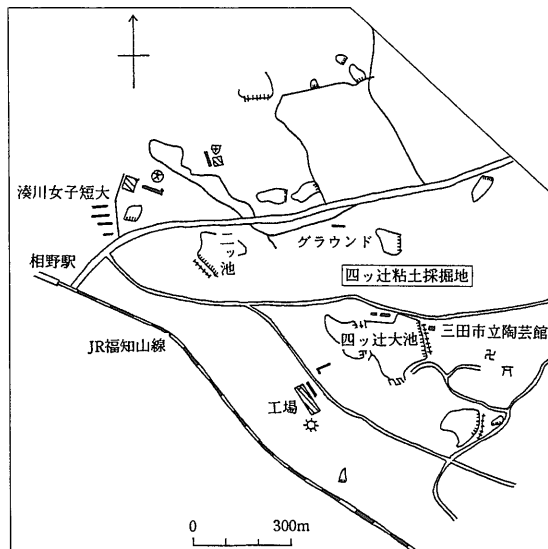 湊川女子短大
相野駅
二ッ池
グラウンド
四ッ辻粘土採掘地
JR福知山線
四ッ辻大池
三田市立陶芸館
工場
0 300m